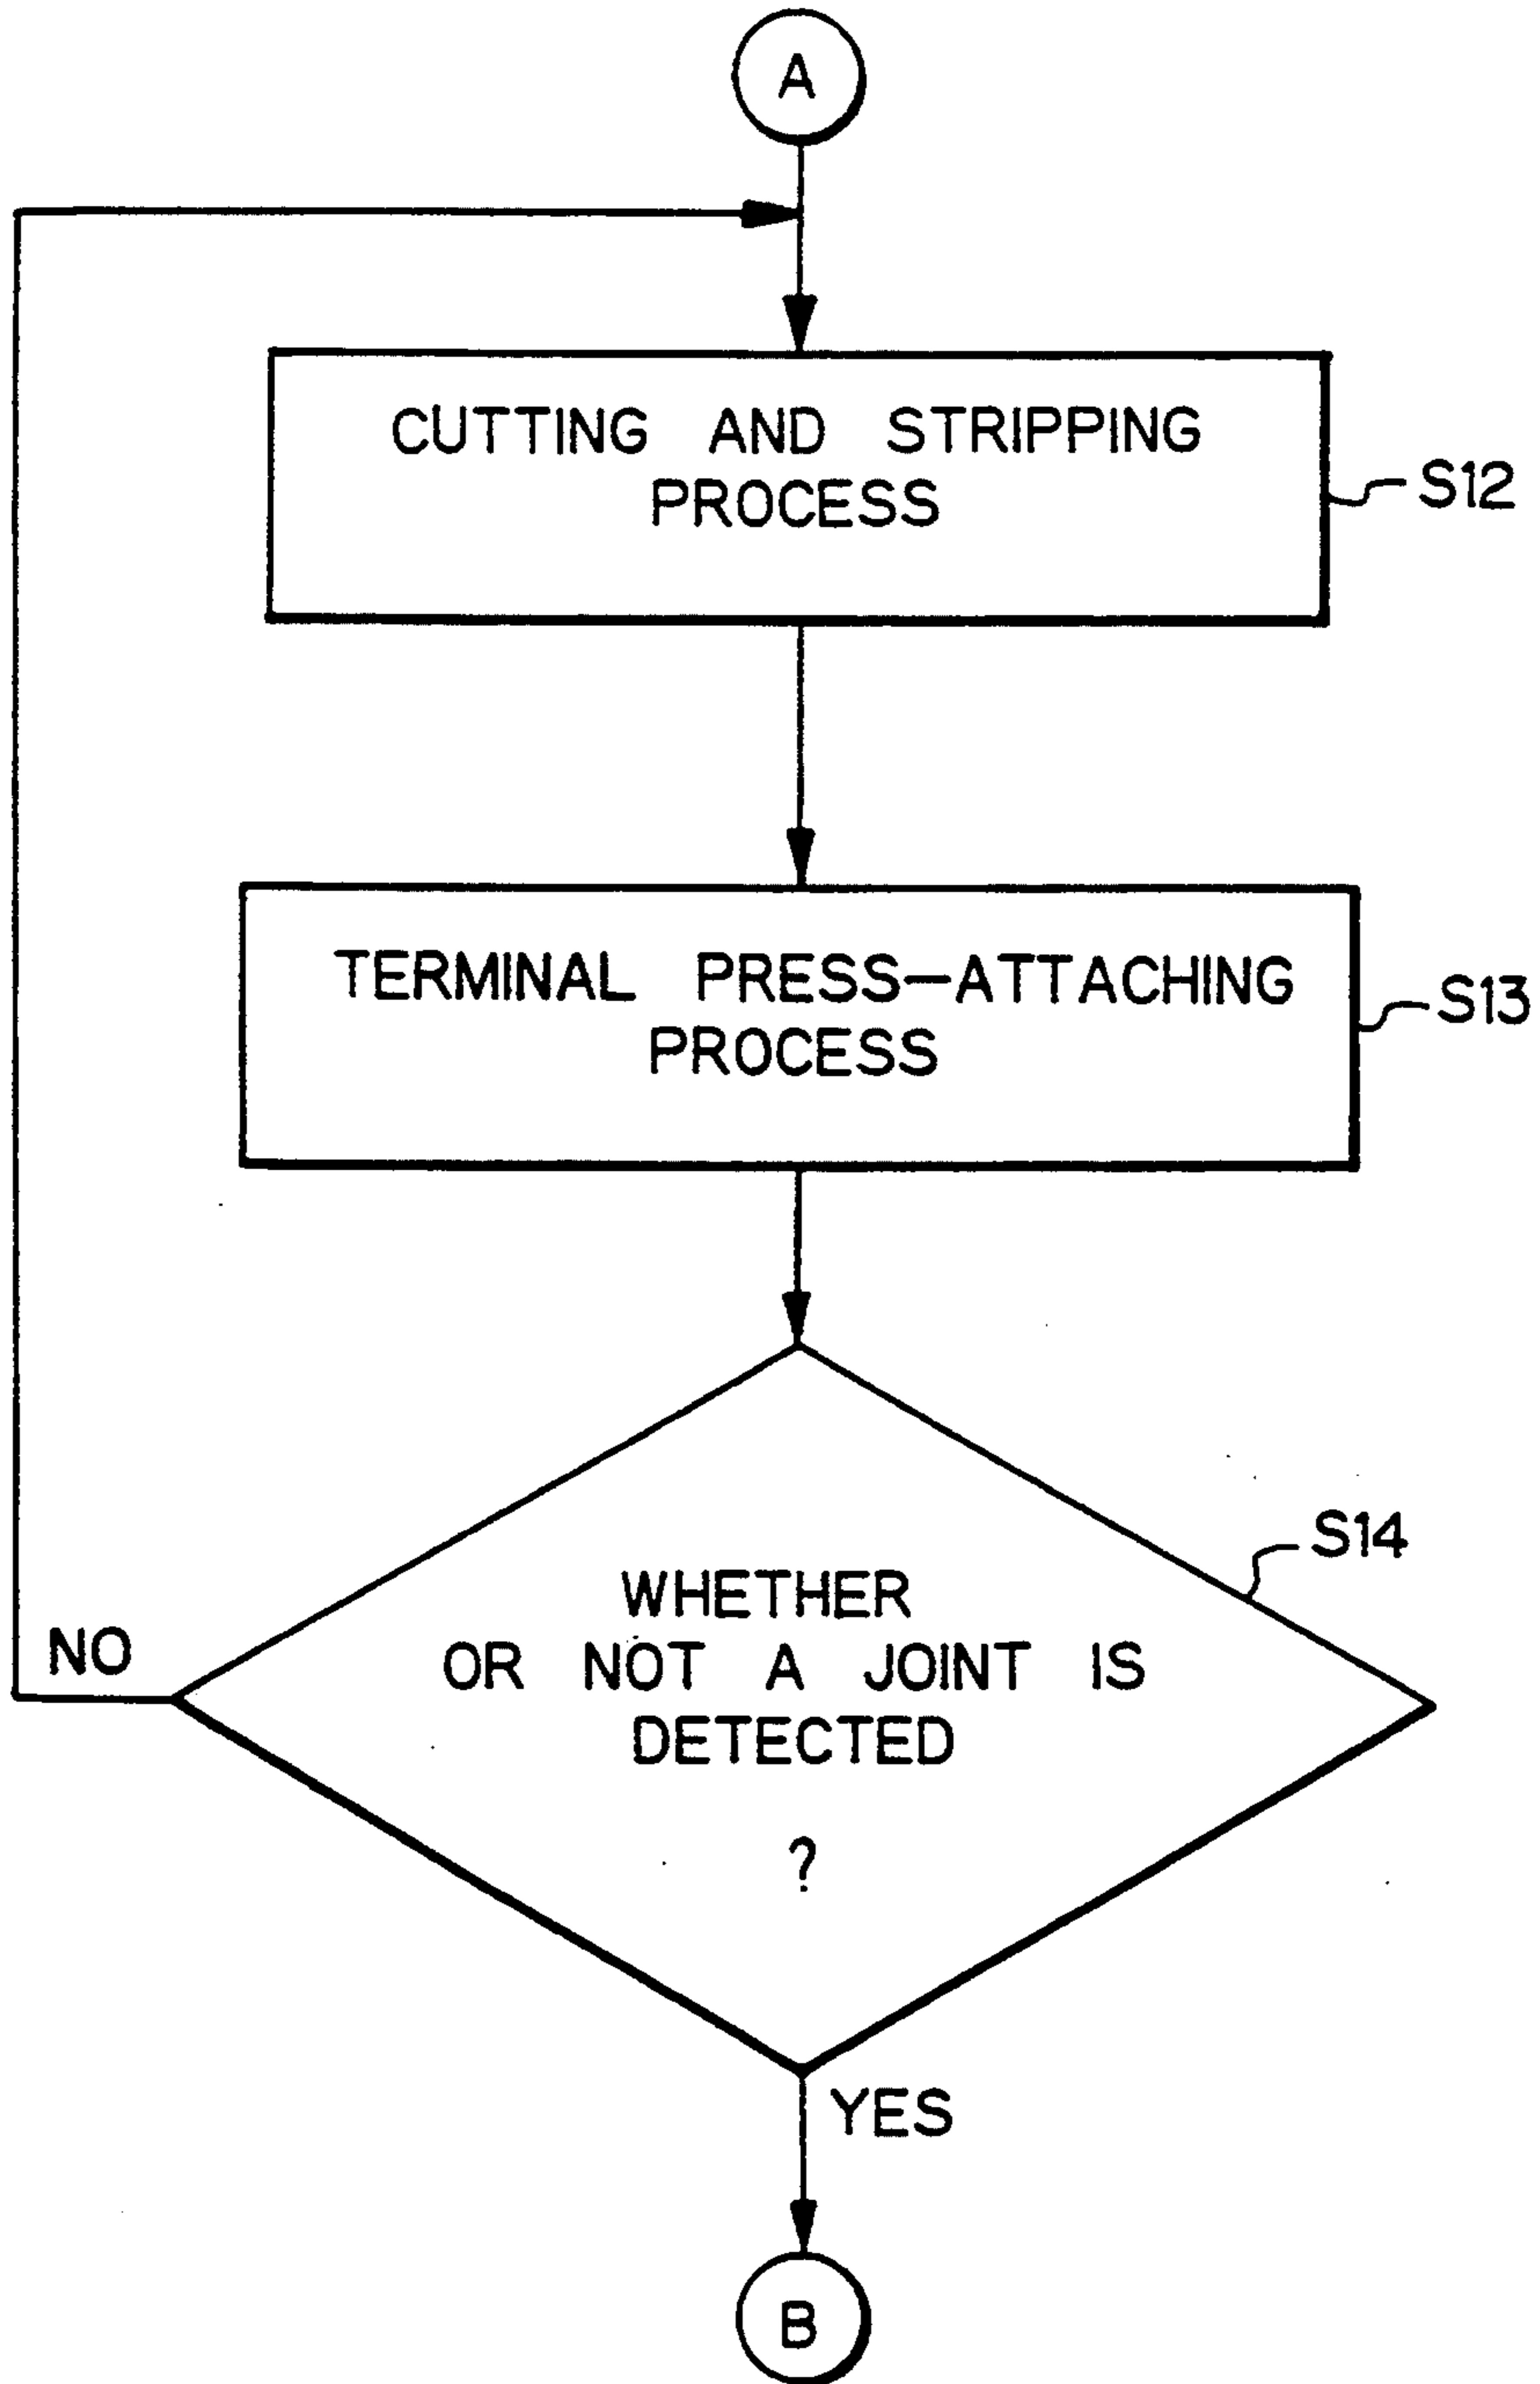 A
CUTTING AND STRIPPING
PROCESS
S12
TERMINAL PRESS-ATTACHING
PROCESS
S13
S14
WHETHER
OR NOT A JOINT IS
DETECTED
?
NO
YES
B